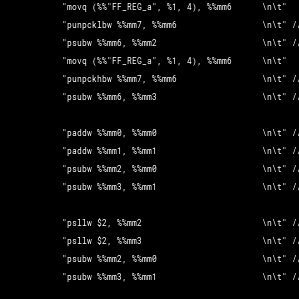 "movq (%%"FF_REG_a", %1, 4), %%mm6 \n\t"
"punpcklbw %%mm7, %%mm6 \n\t" //
"psubw %%mm6, %%mm2 \n\t" //
"movq (%%"FF_REG_a", %1, 4), %%mm6 \n\t"
"punpckhbw %%mm7, %%mm6 \n\t" //
"psubw %%mm6, %%mm3 \n\t" //
"paddw %%mm0, %%mm0 \n\t" //
"paddw %%mm1, %%mm1 \n\t" //
"psubw %%mm2, %%mm0 \n\t" //
"psubw %%mm3, %%mm1 \n\t" //
"psllw $2, %%mm2 \n\t" //
"psllw $2, %%mm3 \n\t" //
"psubw %%mm2, %%mm0 \n\t" //
"psubw %%mm3, %%mm1 \n\t" //